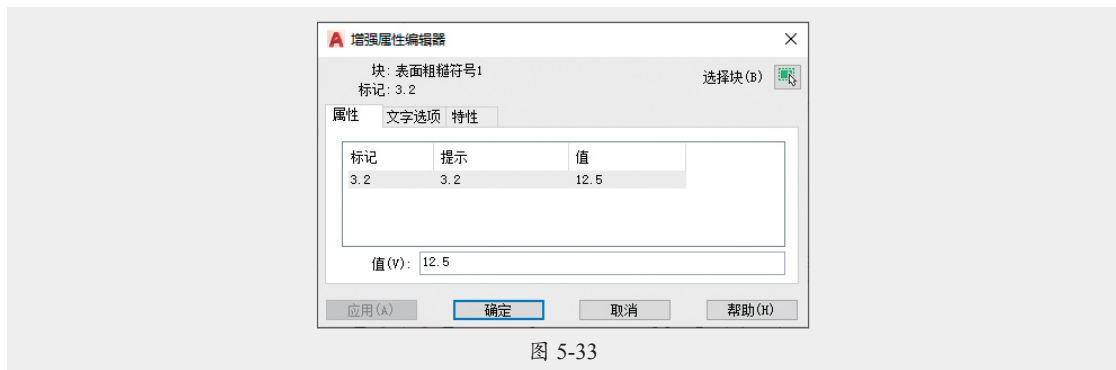 增强属性编辑器
块: 表面粗糙符号1
标记: 3.2
选择块(B)
属性 文字选项 特性
标记 提示 值
3.2 3.2 12.5
值(V): 12.5
应用(A) 确定 取消 帮助(H)
图 5-33